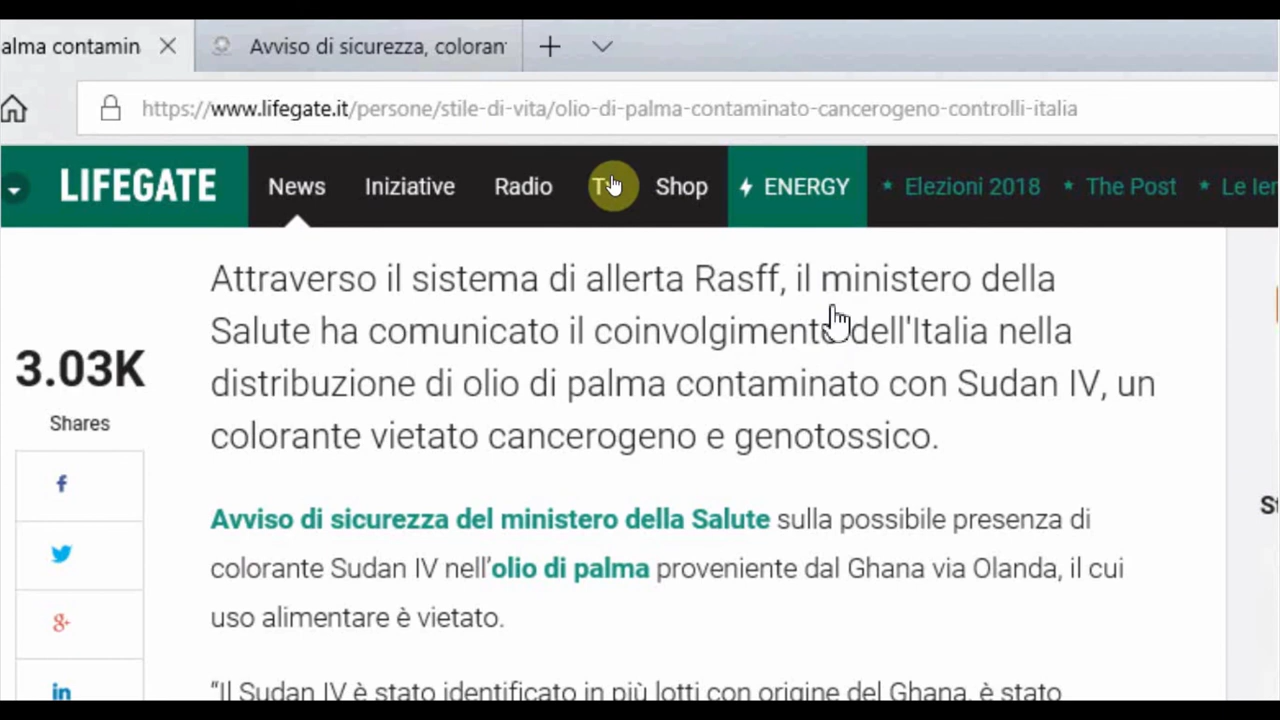 alma contamin
Avviso di sicurezza, coloran
https://www.lifegate.it/persone/stile-di-vita/olio-di-palma-contaminato-cancerogeno-controlli-italia
LIFEGATE News Iniziative Radio Shop ENERGY Elezioni 2018 The Post Le Ier
Attraverso il sistema di allerta Rasff, il ministero della
Salute ha comunicato il coinvolgimento dell'Italia nella
distribuzione di olio di palma contaminato con Sudan IV, un
colorante vietato cancerogeno e genotossico.
3.03K
Shares
Avviso di sicurezza del ministero della Salute sulla possibile presenza di
colorante Sudan IV nell'olio di palma proveniente dal Ghana via Olanda, il cui
uso alimentare è vietato.
"Il Sudan IV è stato identificato in più lotti con origine del Ghana, è stato